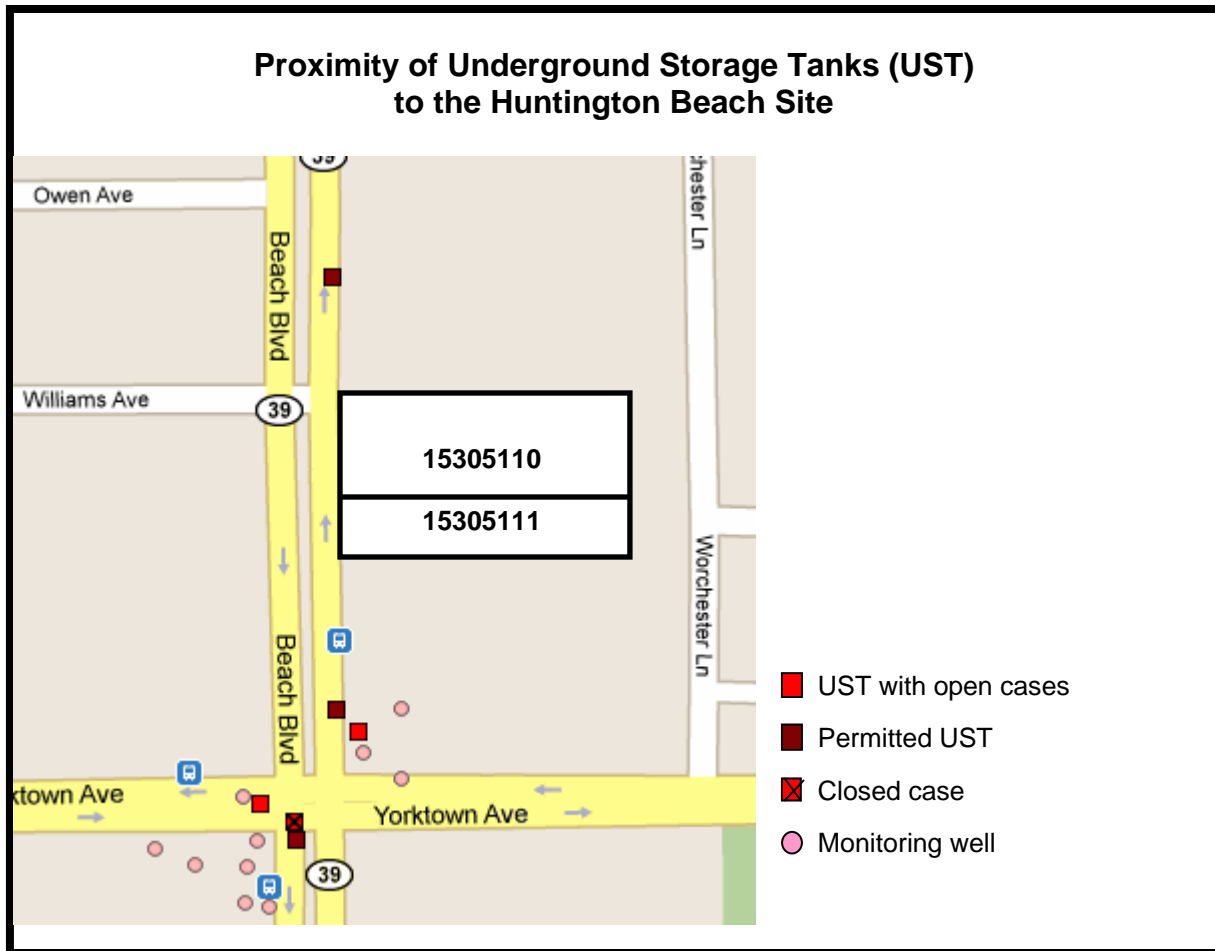 Proximity of Underground Storage Tanks (UST)
to the Huntington Beach Site
39
Owen Ave
Beach Blvd
chester Ln
Williams Ave
39
15305110
15305111
Worchester Ln
Beach Blvd
UST with open cases
Permitted UST
Closed case
Monitoring well
ktown Ave
Yorktown Ave
39